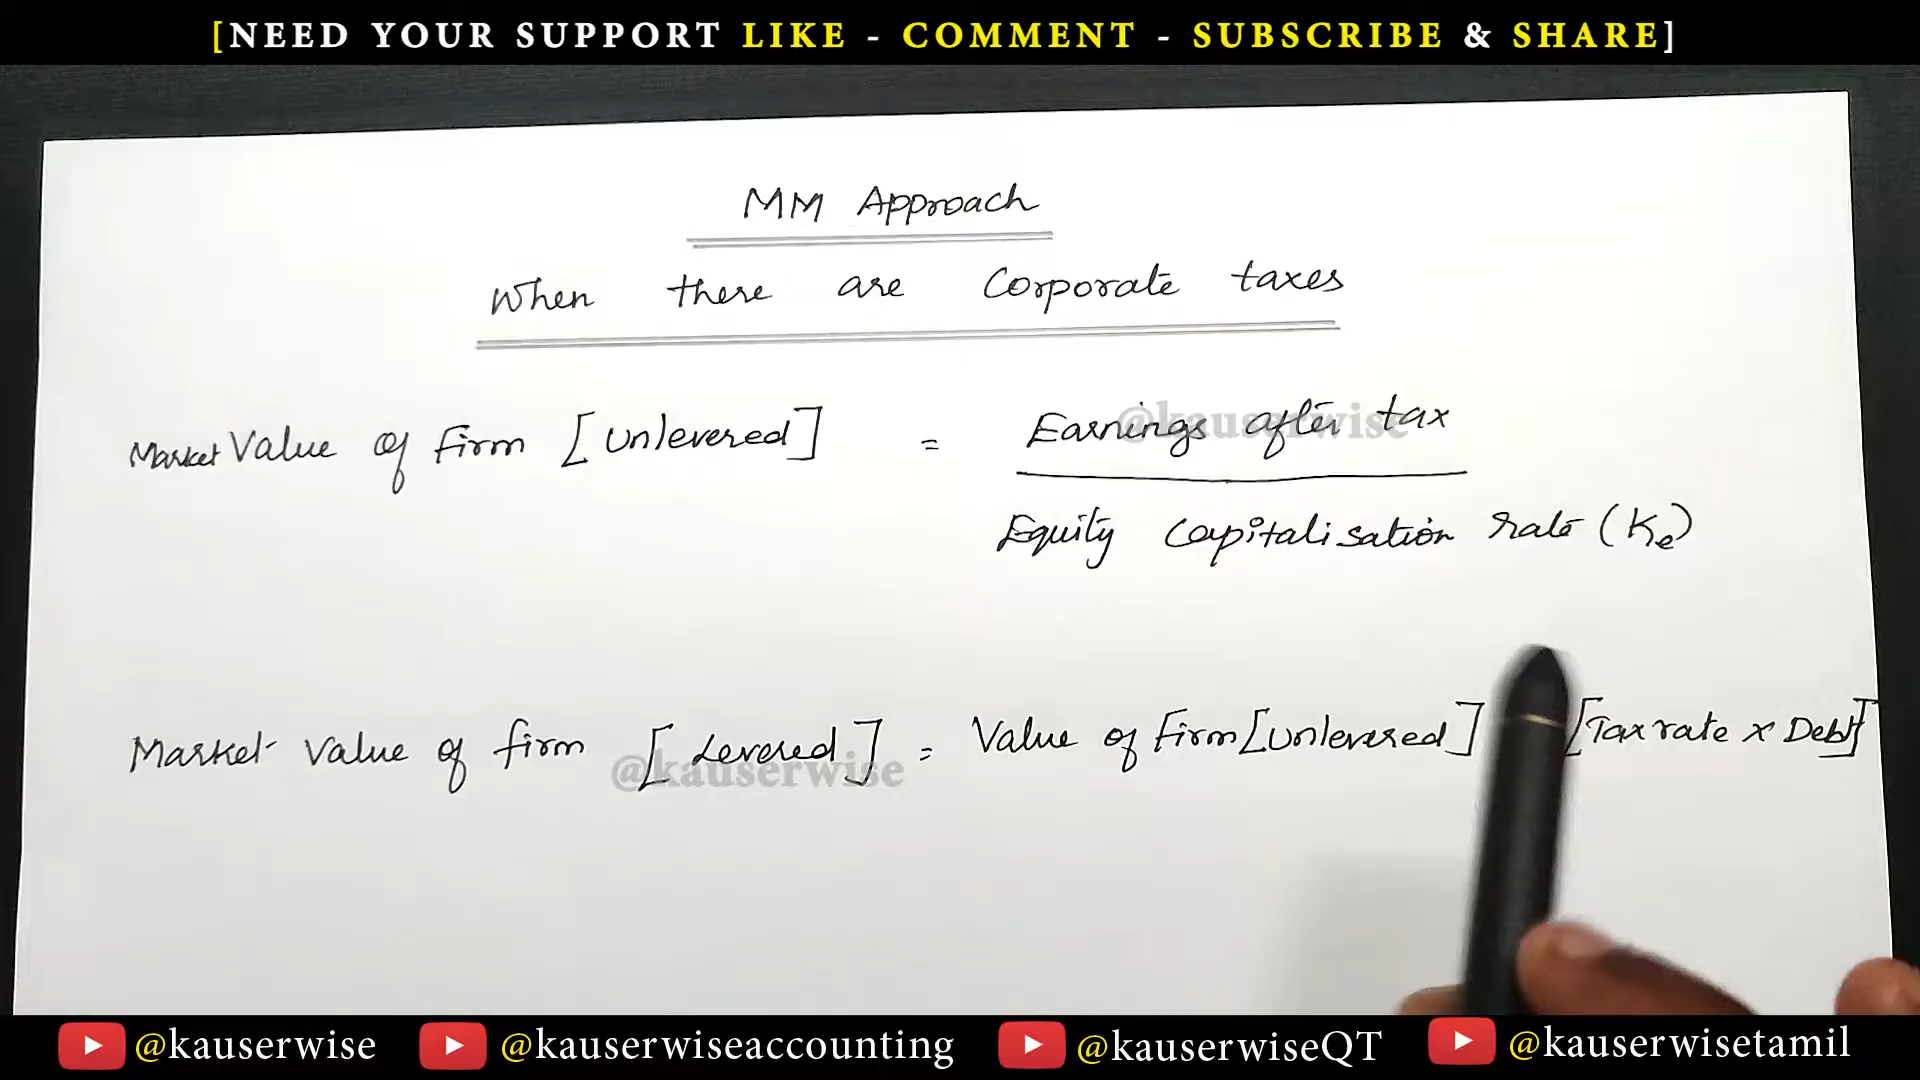 [NEED YOUR SUPPORT LIKE - COMMENT - SUBSCRIBE & SHARE]
MM Approach
When there are Corporate taxes
Market Value of firm [Unlevered] = Earnings after tax
Equity Capitalisation rate (Ke)
@kauserwise
Market Value of firm [Levered] = Value of Firm [Unlevered] [Tax rate x Debt]
@kauserwise
@kauserwise @kauserwiseaccounting @kauserwiseQT @kauserwisetamil